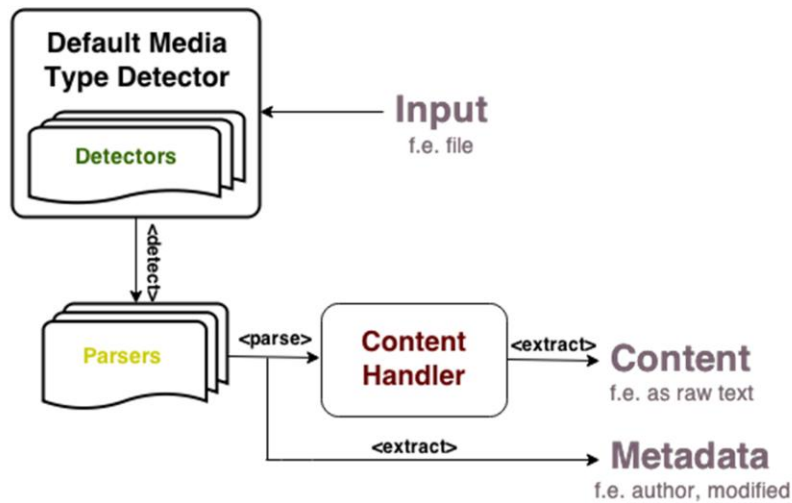 Default Media
Type Detector
Detectors
Input
f.e. file
<detect>
Parsers
<parse>
Content
Handler
<extract>
Content
f.e. as raw text
<extract>
Metadata
f.e. author, modified